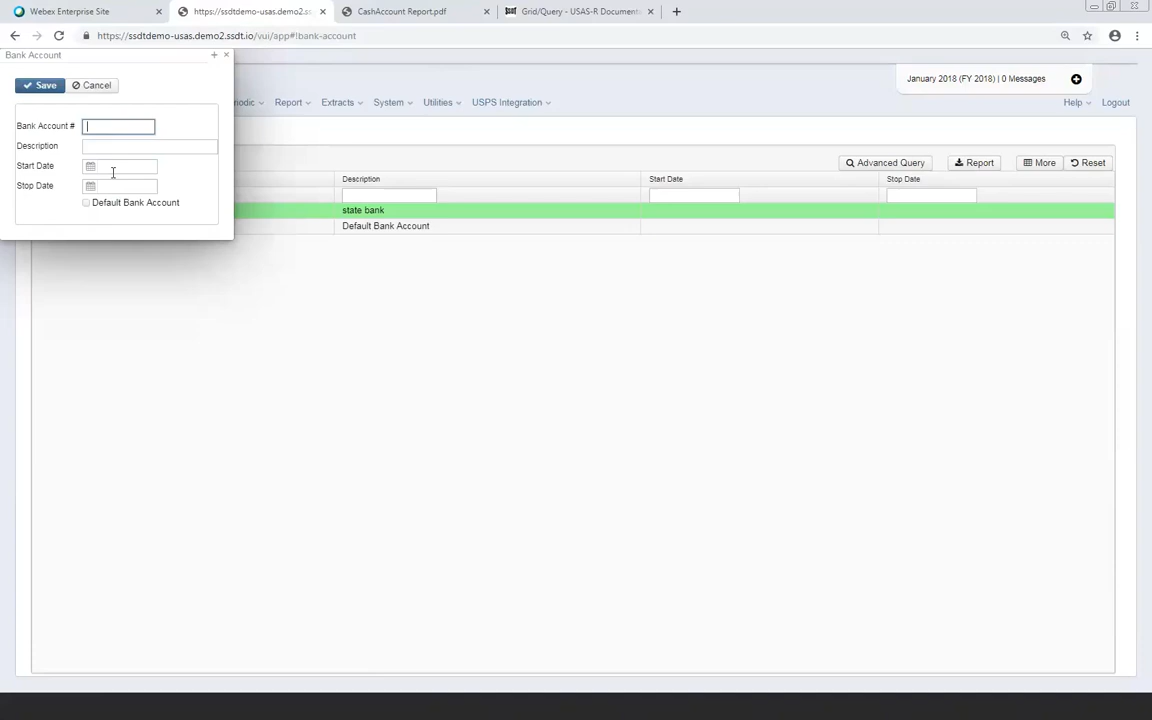 Webex Enterprise Site
https://ssdtdemo-usas.demo2.ss
CashAccount Report.pdf
Grid/Query - USAS-R Documenta
https://ssdtdemo-usas.demo2.ssdt.io/vui/app#!bank-account
Bank Account
Save Cancel
January 2018 (FY 2018) | 0 Messages
odic Report Extracts System Utilities USPS Integration Help Logout
Bank Account #
Description
Start Date
Stop Date
Default Bank Account
Advanced Query Report More Reset
Description Start Date Stop Date
state bank
Default Bank Account